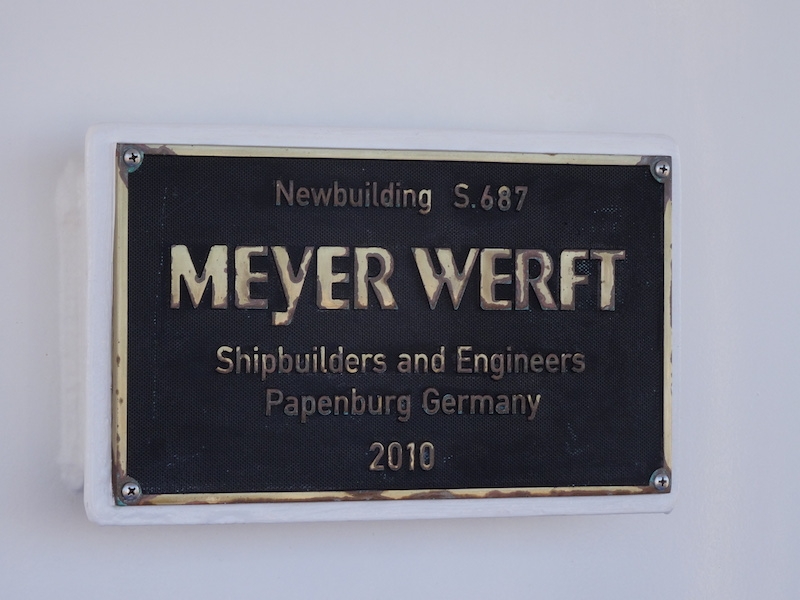 Newbuilding S.687
MEYER WERFT
Shipbuilders and Engineers
Papenburg Germany
2010